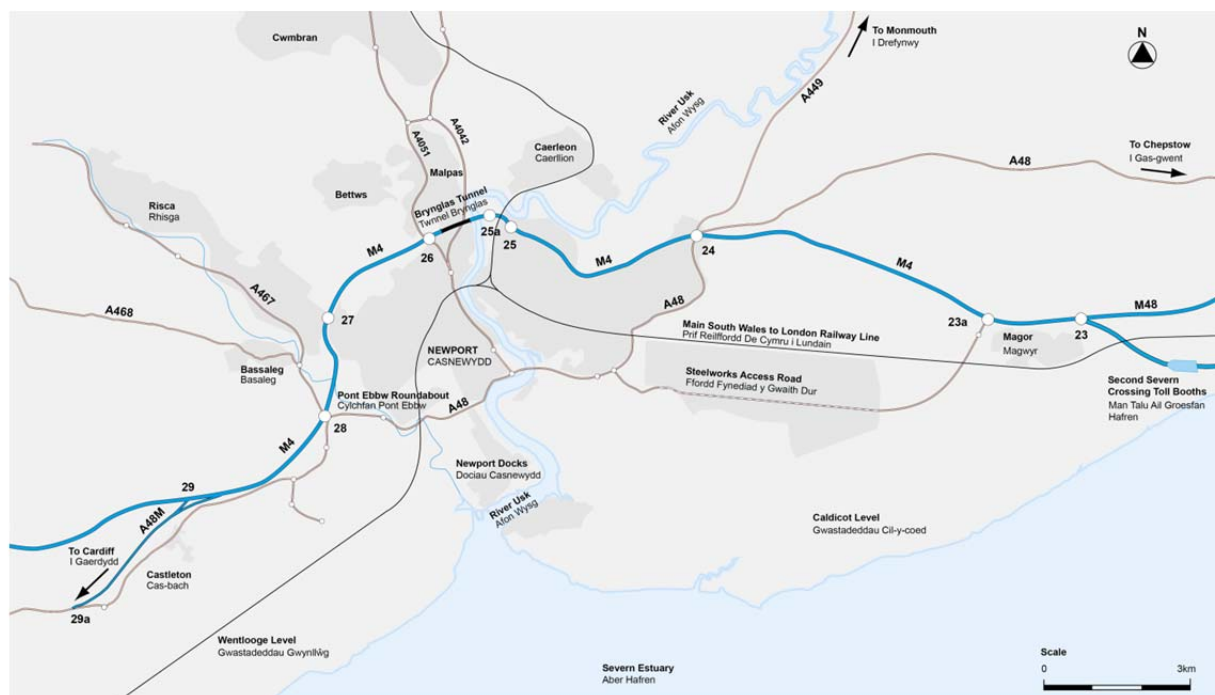 Cwmbran
To Monmouth
I Drefynwy
N
A449
River Usk
Afon Wysg
A4042
A4051
Caerleon
Caerllion
To Chepstow
I Gas-gwent
A48
Malpas
Bettws
Brynglas Tunnel
Twnnel Brynglas
Risca
Rhisga
25a
25
M4
26
24
M4
M4
A467
A48
M48
A468
27
23a
23
Main South Wales to London Railway Line
Prif Reilffordd De Cymru i Lundain
Magor
Magwyr
NEWPORT
CASNEWYDD
Bassaleg
Basaleg
Steelworks Access Road
Ffordd Fynediad y Gwaith Dur
Second Severn
Crossing Toll Booths
Man Talu Ail Groesfan
Hafren
Pont Ebbw Roundabout
Cylchfan Pont Ebbw
A48
28
M4
Newport Docks
Dociau Casnewydd
29
River Usk
Afon Wysg
A48M
Caldicot Level
Gwastadeddau Cil-y-coed
To Cardiff
I Gaerdydd
Castleton
Cas-bach
29a
Wentlooge Level
Gwastadeddau Gwynllŵg
Severn Estuary
Aber Hafren
Scale
0 3km